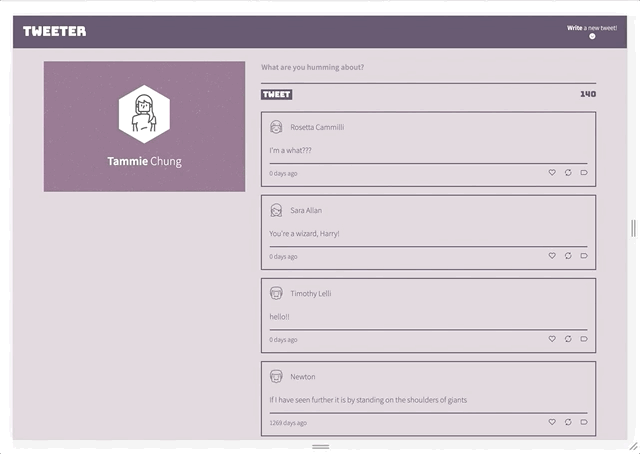 TWEETER
Write a new tweet!
Tammie Chung
What are you humming about?
TWEET
140
Rosetta Cammilli
I'm a what???
0 days ago
Sara Allan
You're a wizard, Harry!
0 days ago
Timothy Lelli
hello!!
0 days ago
Newton
If I have seen further it is by standing on the shoulders of giants
1269 days ago